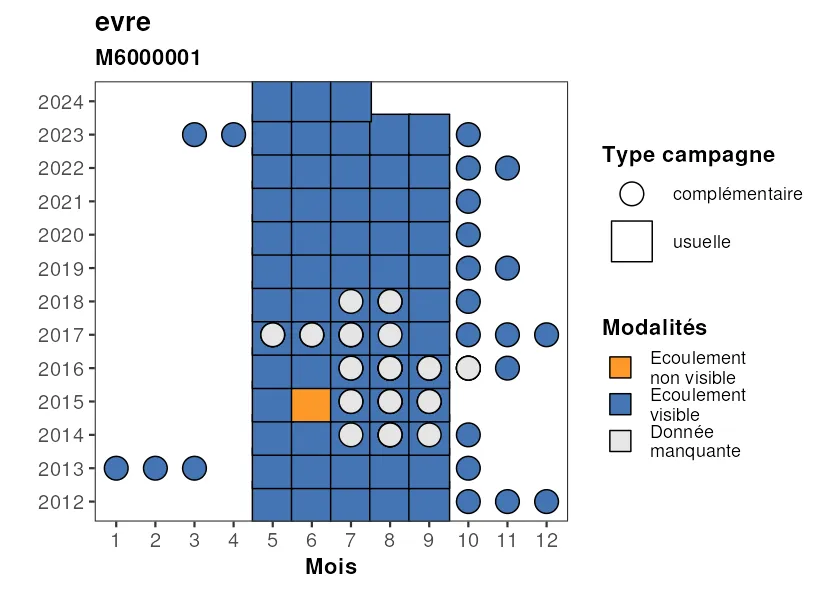 evre
M6000001
2024
2023
2022
2021
2020
2019
2018
2017
2016
2015
2014
2013
2012
1 2 3 4 5 6 7 8 9 10 11 12
Mois
Type campagne
complémentaire
usuelle
Modalités
Ecoulement
non visible
Ecoulement
visible
Donnée
manquante